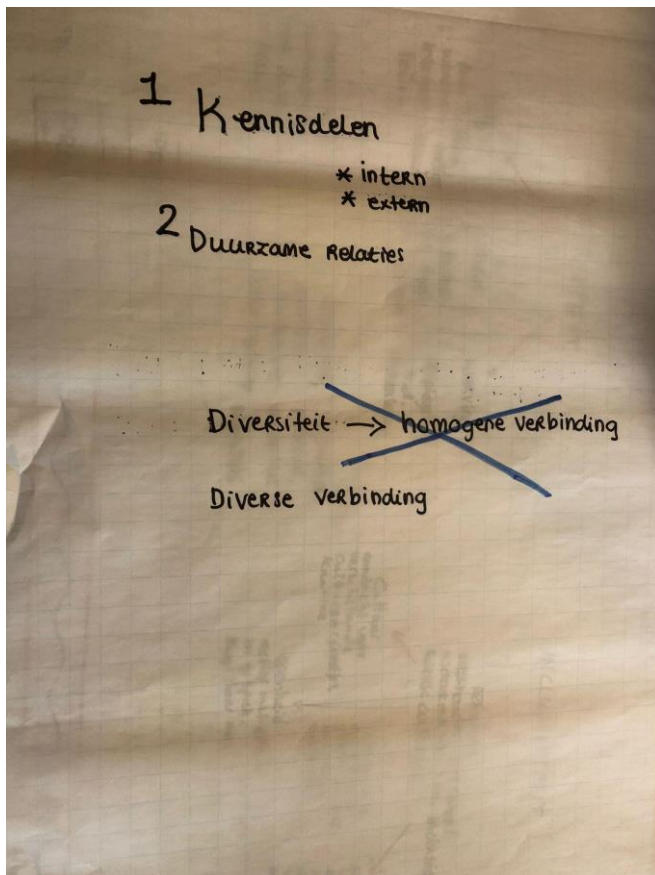 1 Kennisdelen
* intern
* extern
2 Duurzame Relaties
Diversiteit → homogene verbinding
Diverse verbinding